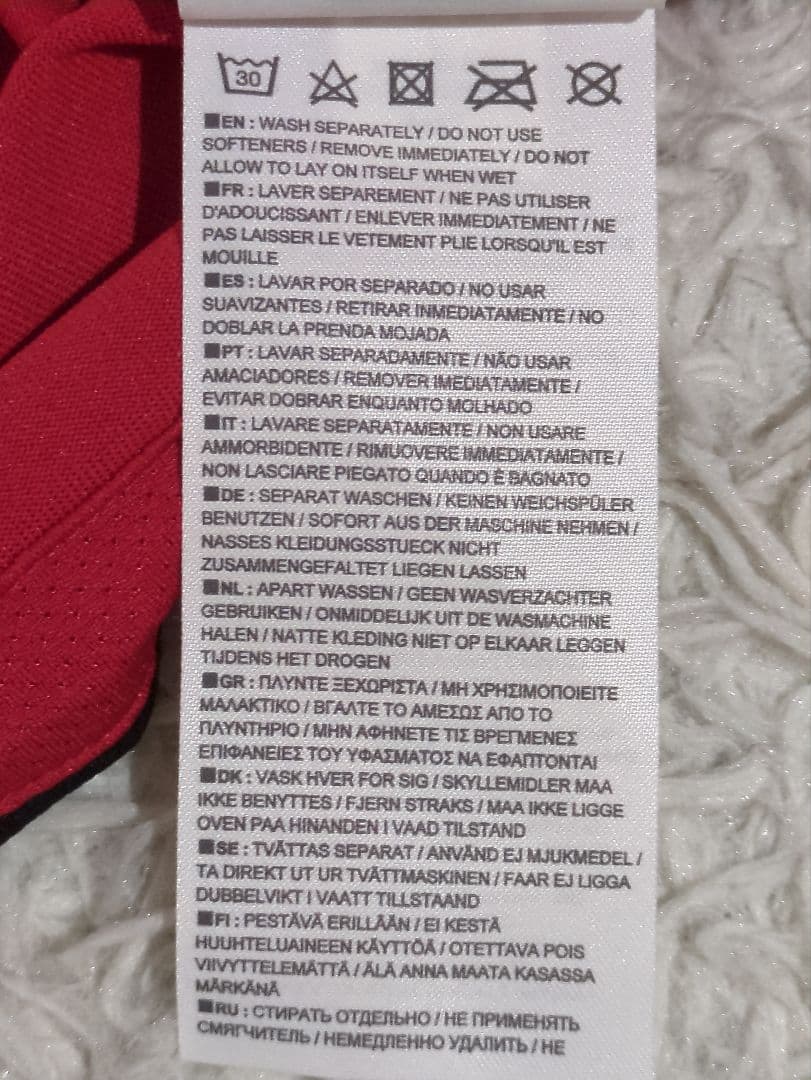 30
EN : WASH SEPARATELY / DO NOT USE
SOFTENERS / REMOVE IMMEDIATELY / DO NOT
ALLOW TO LAY ON ITSELF WHEN WET
FR : LAVER SEPAREMENT / NE PAS UTILISER
D'ADOUCISSANT / ENLEVER IMMEDIATEMENT / NE
PAS LAISSER LE VETEMENT PLIE LORSQU'IL EST
MOUILLE
ES : LAVAR POR SEPARADO / NO USAR
SUAVIZANTES / RETIRAR INMEDIATAMENTE / NO
DOBLAR LA PRENDA MOJADA
PT : LAVAR SEPARADAMENTE / NÃO USAR
AMACIADORES / REMOVER IMEDIATAMENTE /
EVITAR DOBRAR ENQUANTO MOLHADO
IT : LAVARE SEPARATAMENTE / NON USARE
AMMORBIDENTE / RIMUOVERE IMMEDIATAMENTE /
NON LASCIARE PIEGATO QUANDO È BAGNATO
DE : SEPARAT WASCHEN / KEINEN WEICHSPÜLER
BENUTZEN / SOFORT AUS DER MASCHINE NEHMEN /
NASSES KLEIDUNGSSTUECK NICHT
ZUSAMMENGEFALTET LIEGEN LASSEN
NL : APART WASSEN / GEEN WASVERZACHTER
GEBRUIKEN / ONMIDDELIJK UIT DE WASMACHINE
HALEN / NATTE KLEDING NIET OP ELKAAR LEGGEN
TIJDENS HET DROGEN
GR : ΠΛΥΝΤΕ ΞΕΧΩΡΙΣΤΑ / ΜΗ ΧΡΗΣΙΜΟΠΟΙΕΙΤΕ
ΜΑΛΑΚΤΙΚΟ / ΒΓΑΛΤΕ ΤΟ ΑΜΕΣΩΣ ΑΠΟ ΤΟ
ΠΛΥΝΤΗΡΙΟ / ΜΗΝ ΑΦΗΝΕΤΕ ΤΙΣ ΒΡΕΓΜΕΝΕΣ
ΕΠΙΦΑΝΕΙΕΣ ΤΟΥ ΥΦΑΣΜΑΤΟΣ ΝΑ ΕΦΑΠΤΟΝΤΑΙ
DK : VASK HVER FOR SIG / SKYLLEMIDLER MAA
IKKE BENYTTES / FJERN STRAKS / MAA IKKE LIGGE
OVEN PAA HINANDEN I VAAD TILSTAND
SE : TVÄTTAS SEPARAT / ANVÄND EJ MJUKMEDEL /
TA DIREKT UT UR TVÄTTMASKINEN / FAAR EJ LIGGA
DUBBELVIKT I VAATT TILLSTAAND
FI : PESTÄVÄ ERILLÄÄN / EI KESTÄ
HUUHTELUAINEEN KÄYTTÖÄ / OTETTAVA POIS
VIIVYTTELEMÄTTÄ / ÄLÄ ANNA MAATA KASASSA
MÄRKÄNÄ
RU : СТИРАТЬ ОТДЕЛЬНО / НЕ ПРИМЕНЯТЬ
СМЯГЧИТЕЛЬ / НЕМЕДЛЕННО УДАЛИТЬ / НЕ